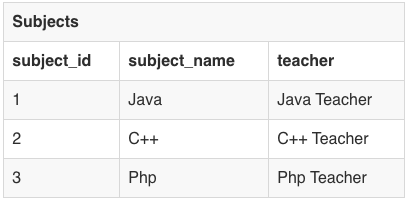 Subjects
subject_id subject_name teacher
1 Java Java Teacher
2 C++ C++ Teacher
3 Php Php Teacher